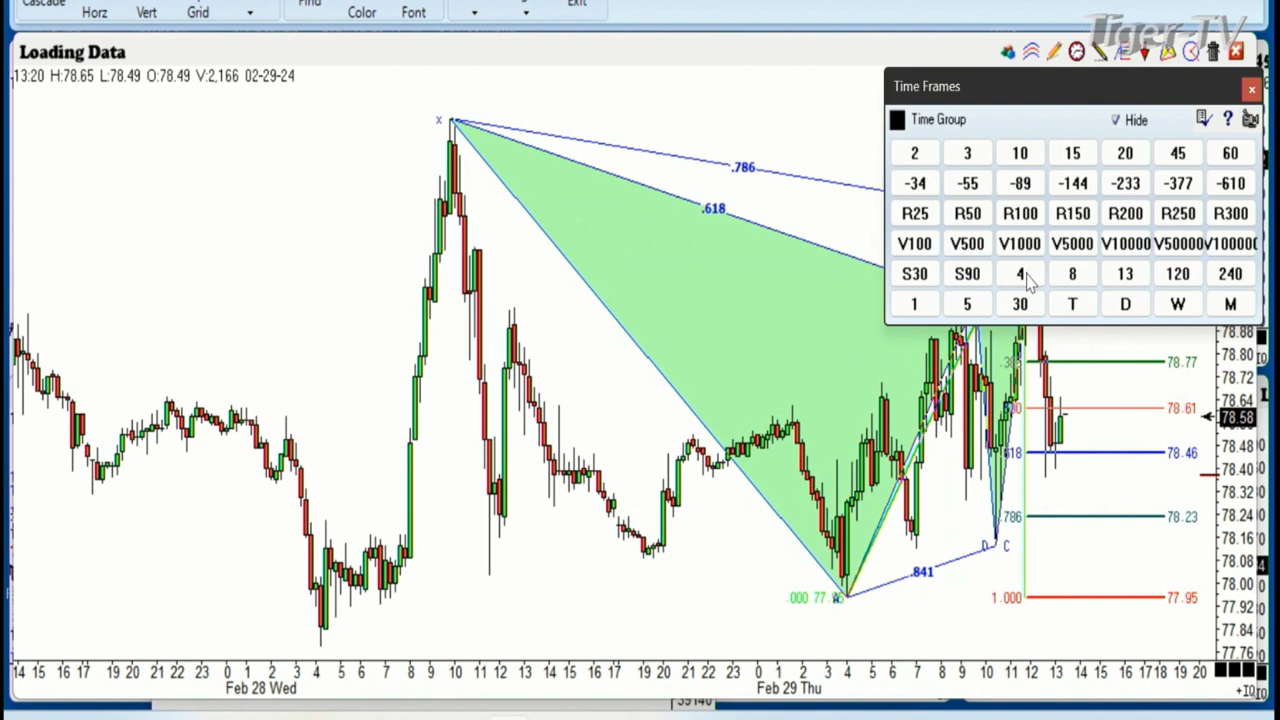 Cascade Horz Vert Grid Find Color Font Exit
Tiger-TV
Loading Data
13:20 H:78.65 L:78.49 O:78.49 V:2,166 02-29-24
Time Frames
Time Group Hide
2 3 10 15 20 45 60
-34 -55 -89 -144 -233 -377 -610
R25 R50 R100 R150 R200 R250 R300
V100 V500 V1000 V5000 V10000 V50000 V100000
S30 S90 4 8 13 120 240
1 5 30 T D W M
X
.786
.618
78.88
78.80
78.77
78.72
78.64
78.61
78.58
78.48
618 78.46
78.40
78.32
78.24
786 78.23
78.16
D C
78.08
.841
78.00
.000
1.000 77.95
77.92
77.84
77.76
14 15 16 17 19 20 21 22 23 0 1 2 3 4 5 6 7 8 9 10 11 12 13 14 15 16 17 19 20 21 22 23 0 1 2 3 4 5 6 7 8 9 10 11 12 13 14 15 16 17 18 19 20
Feb 28 Wed Feb 29 Thu
39140